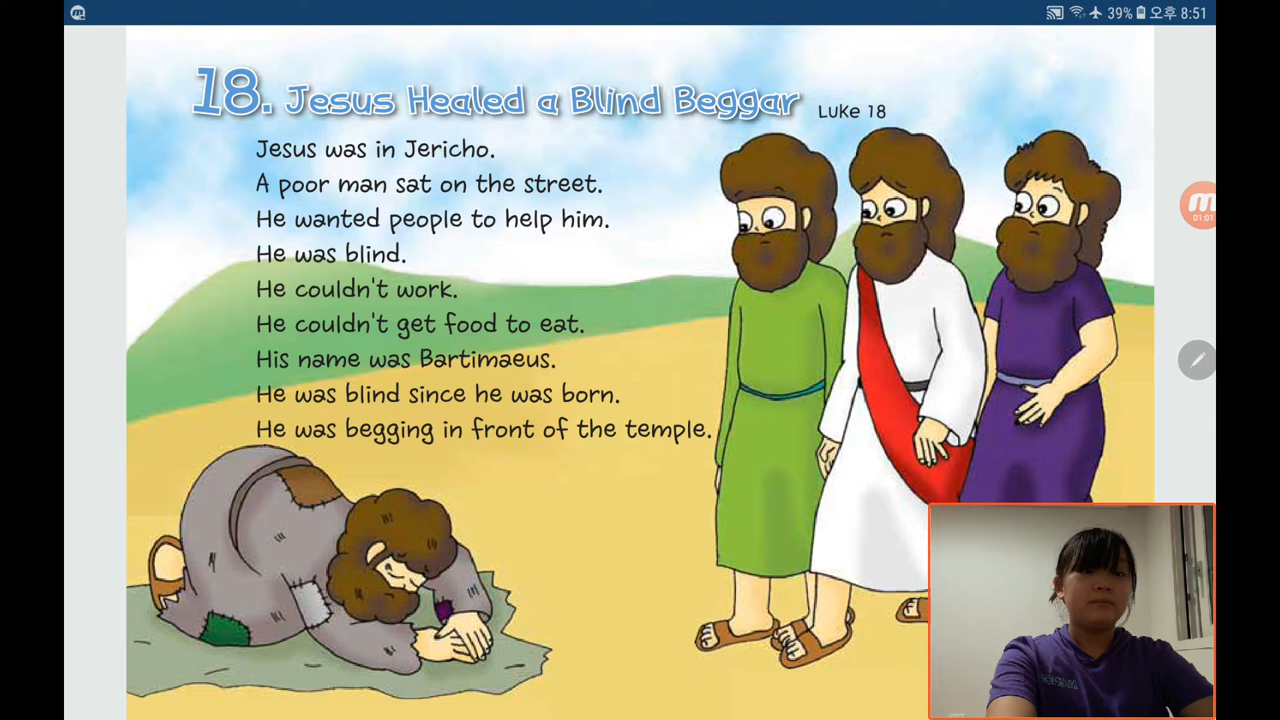 39% 오후 8:51
18. Jesus Healed a Blind Beggar Luke 18
Jesus was in Jericho.
A poor man sat on the street.
He wanted people to help him.
He was blind.
He couldn't work.
He couldn't get food to eat.
His name was Bartimaeus.
He was blind since he was born.
He was begging in front of the temple.
01:01